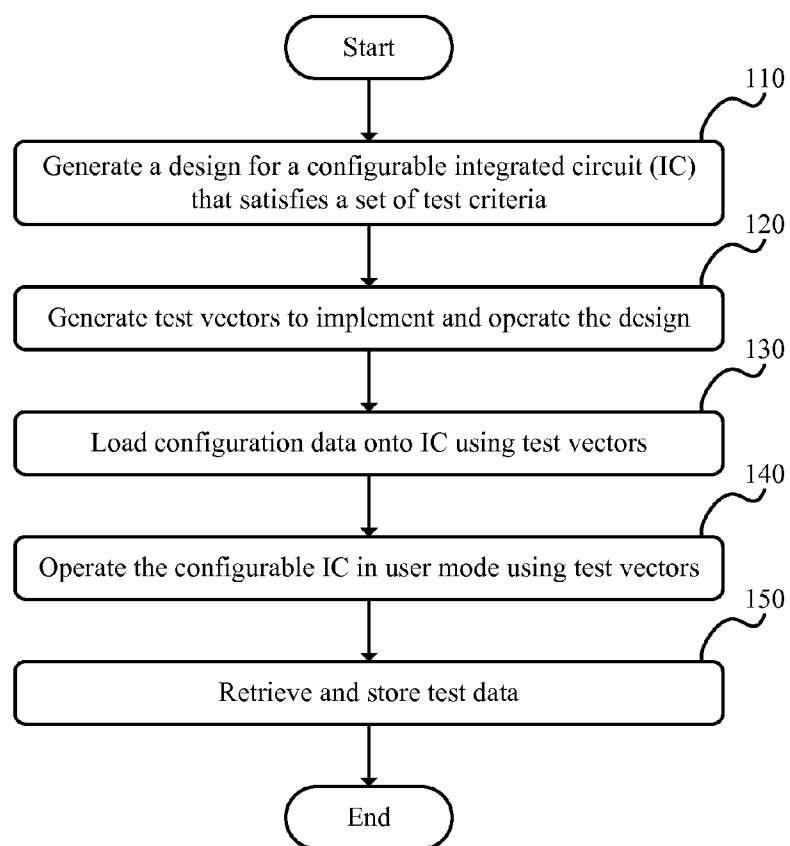 Start
110
Generate a design for a configurable integrated circuit (IC)
that satisfies a set of test criteria
120
Generate test vectors to implement and operate the design
130
Load configuration data onto IC using test vectors
140
Operate the configurable IC in user mode using test vectors
150
Retrieve and store test data
End